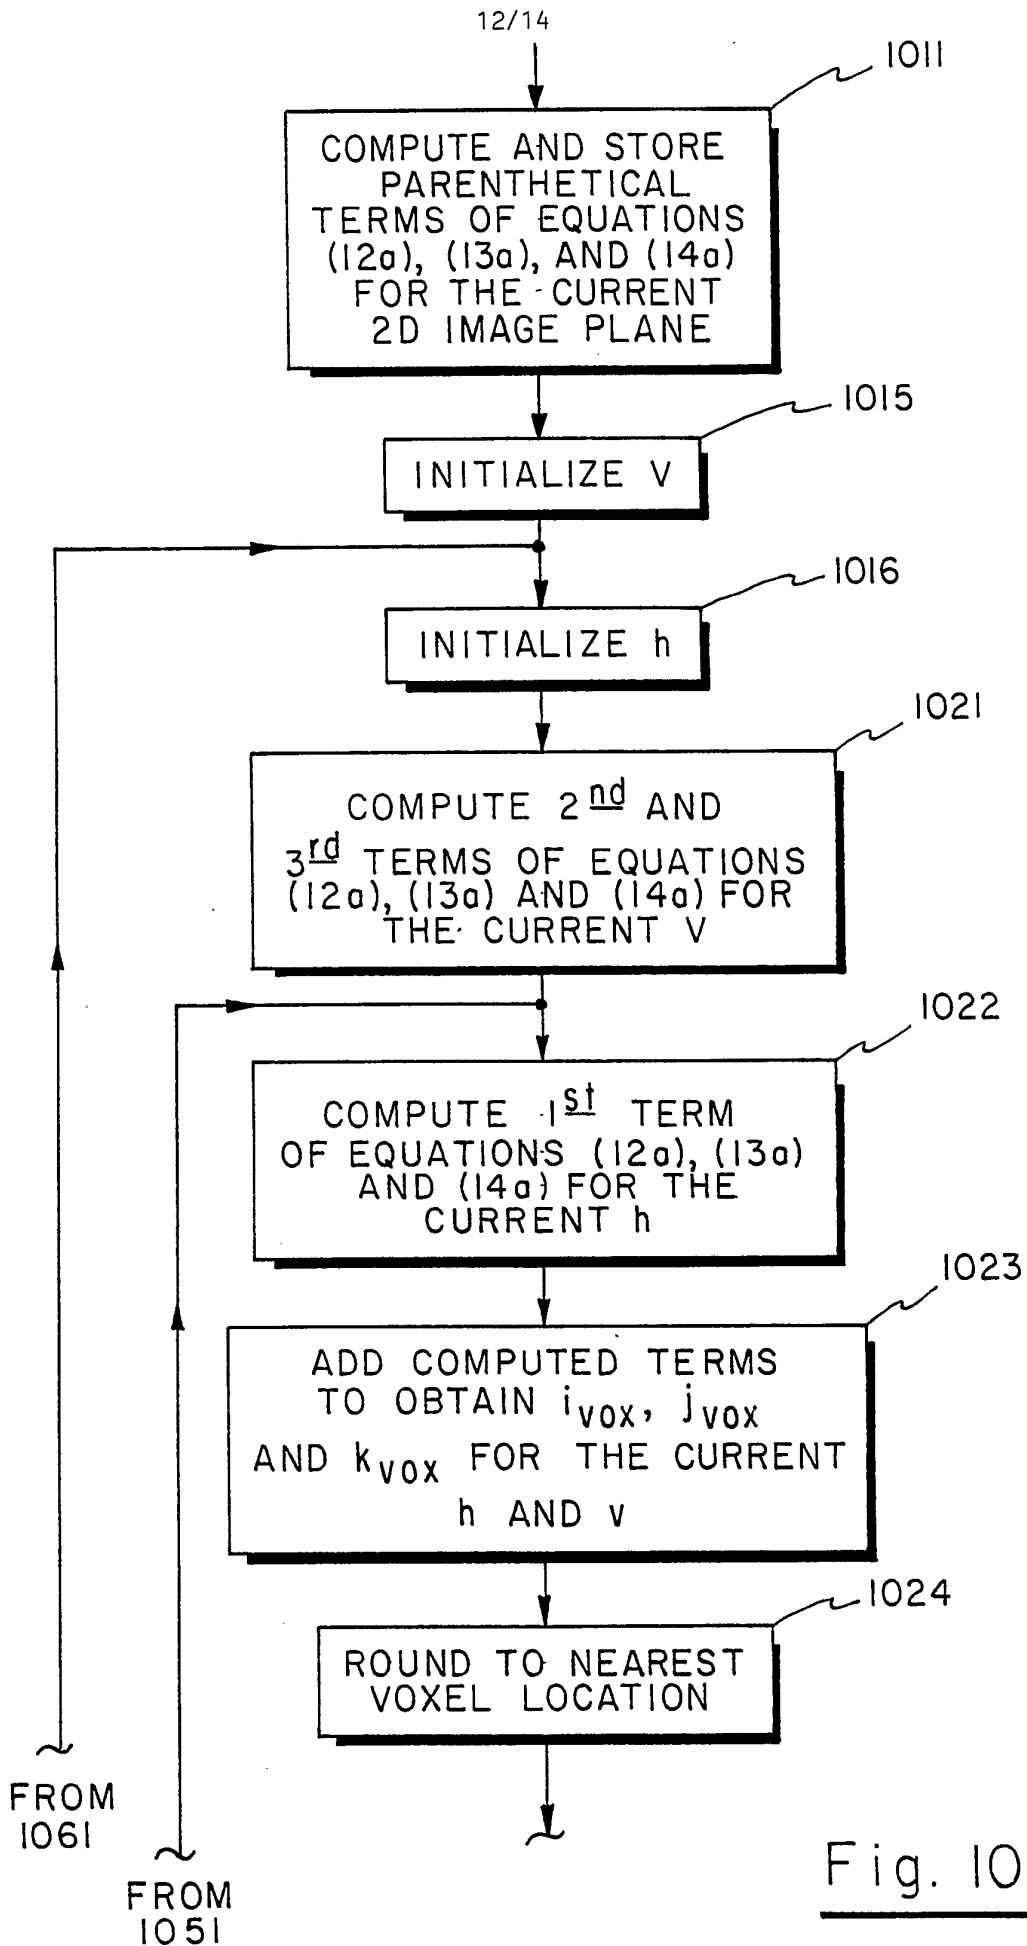 12/14
1011
COMPUTE AND STORE
PARENTHETICAL
TERMS OF EQUATIONS
(12a), (13a), AND (14a)
FOR THE CURRENT
2D IMAGE PLANE
1015
INITIALIZE V
1016
INITIALIZE h
1021
COMPUTE 2nd AND
3rd TERMS OF EQUATIONS
(12a), (13a) AND (14a) FOR
THE CURRENT V
1022
COMPUTE 1st TERM
OF EQUATIONS (12a), (13a)
AND (14a) FOR THE
CURRENT h
1023
ADD COMPUTED TERMS
TO OBTAIN ivox, jvox
AND kvox FOR THE CURRENT
h AND v
1024
ROUND TO NEAREST
VOXEL LOCATION
FROM
1061
FROM
1051
Fig. 10